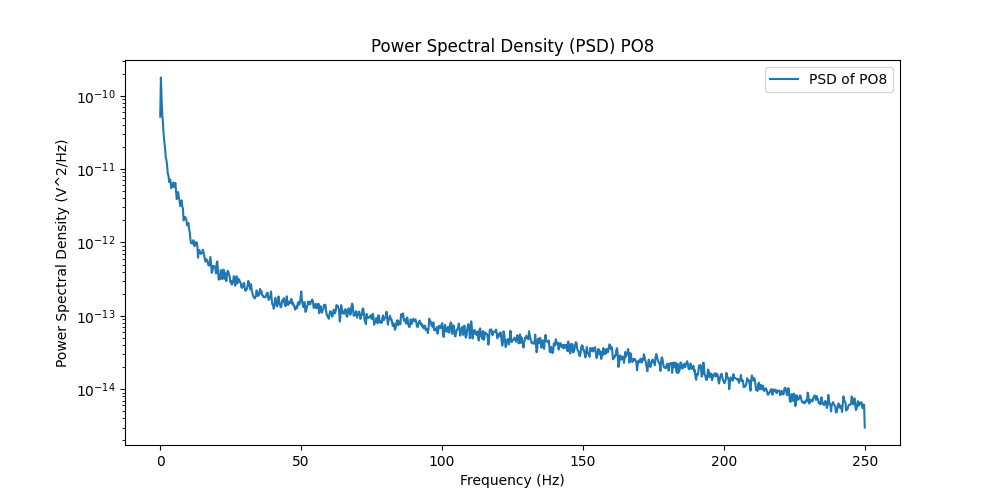 Power Spectral Density (PSD) PO8
PSD of PO8
Power Spectral Density (V^2/Hz)
10⁻¹⁰
10⁻¹¹
10⁻¹²
10⁻¹³
10⁻¹⁴
0 50 100 150 200 250
Frequency (Hz)